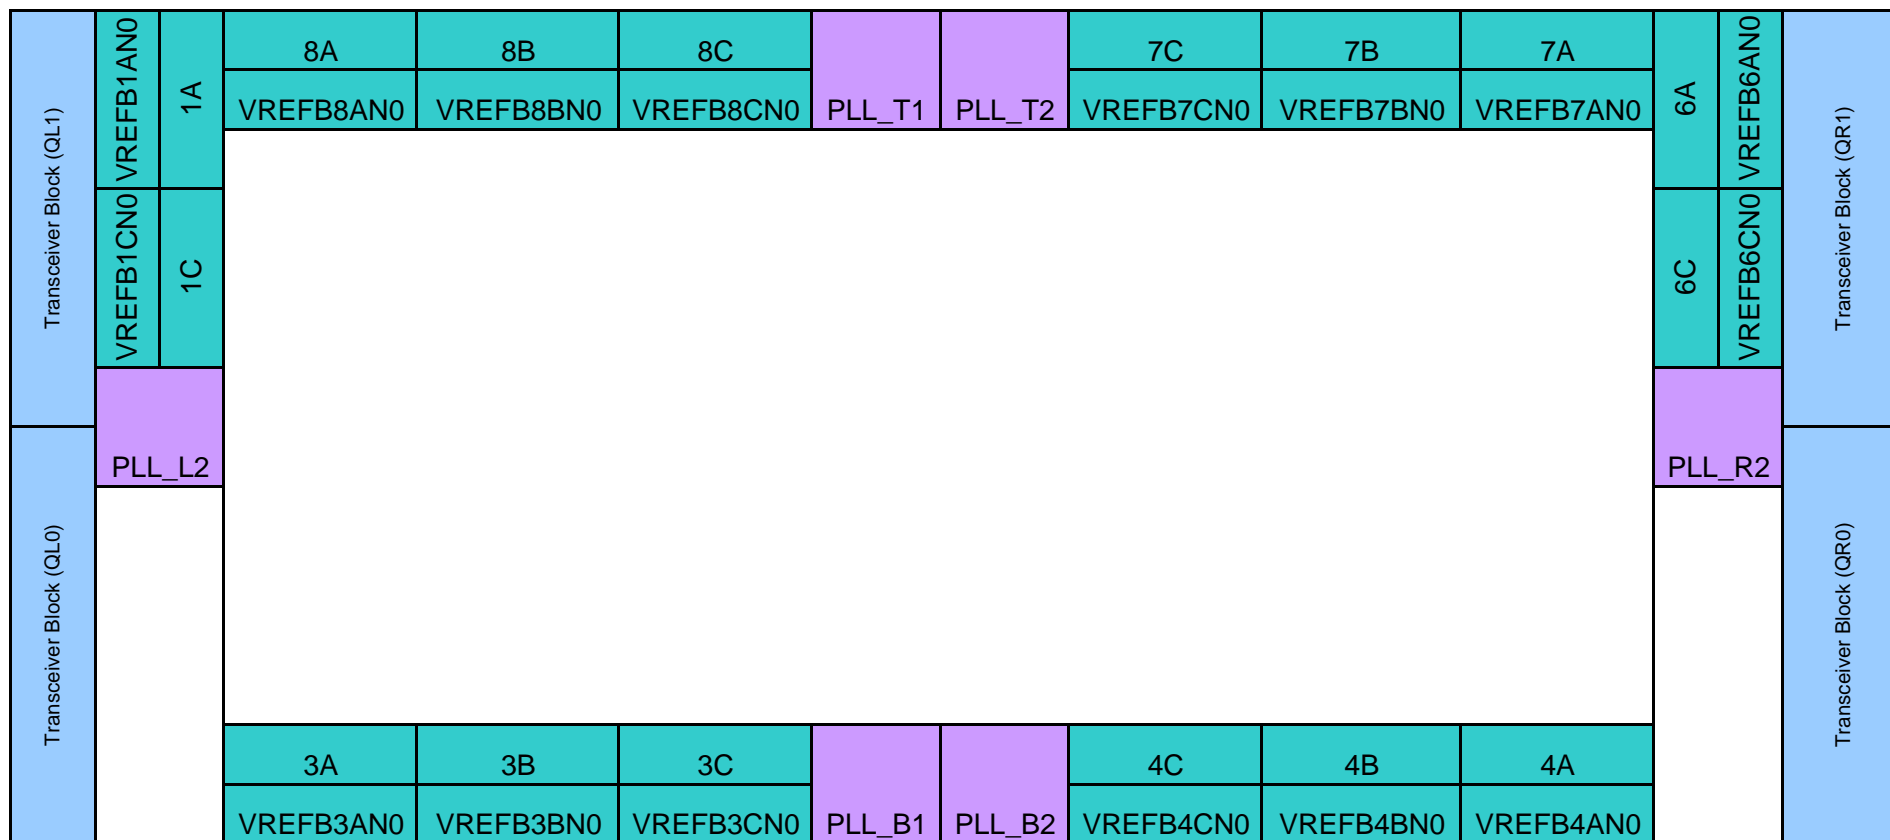 8A 8B 8C 7C 7B 7A
VREFB8AN0 VREFB8BN0 VREFB8CN0 PLL_T1 PLL_T2 VREFB7CN0 VREFB7BN0 VREFB7AN0
Transceiver Block (QL1)
VREFB1AN0
1A
6A
VREFB6AN0
Transceiver Block (QR1)
VREFB1CN0
1C
6C
VREFB6CN0
PLL_L2
PLL_R2
Transceiver Block (QL0)
Transceiver Block (QR0)
3A 3B 3C 4C 4B 4A
VREFB3AN0 VREFB3BN0 VREFB3CN0 PLL_B1 PLL_B2 VREFB4CN0 VREFB4BN0 VREFB4AN0